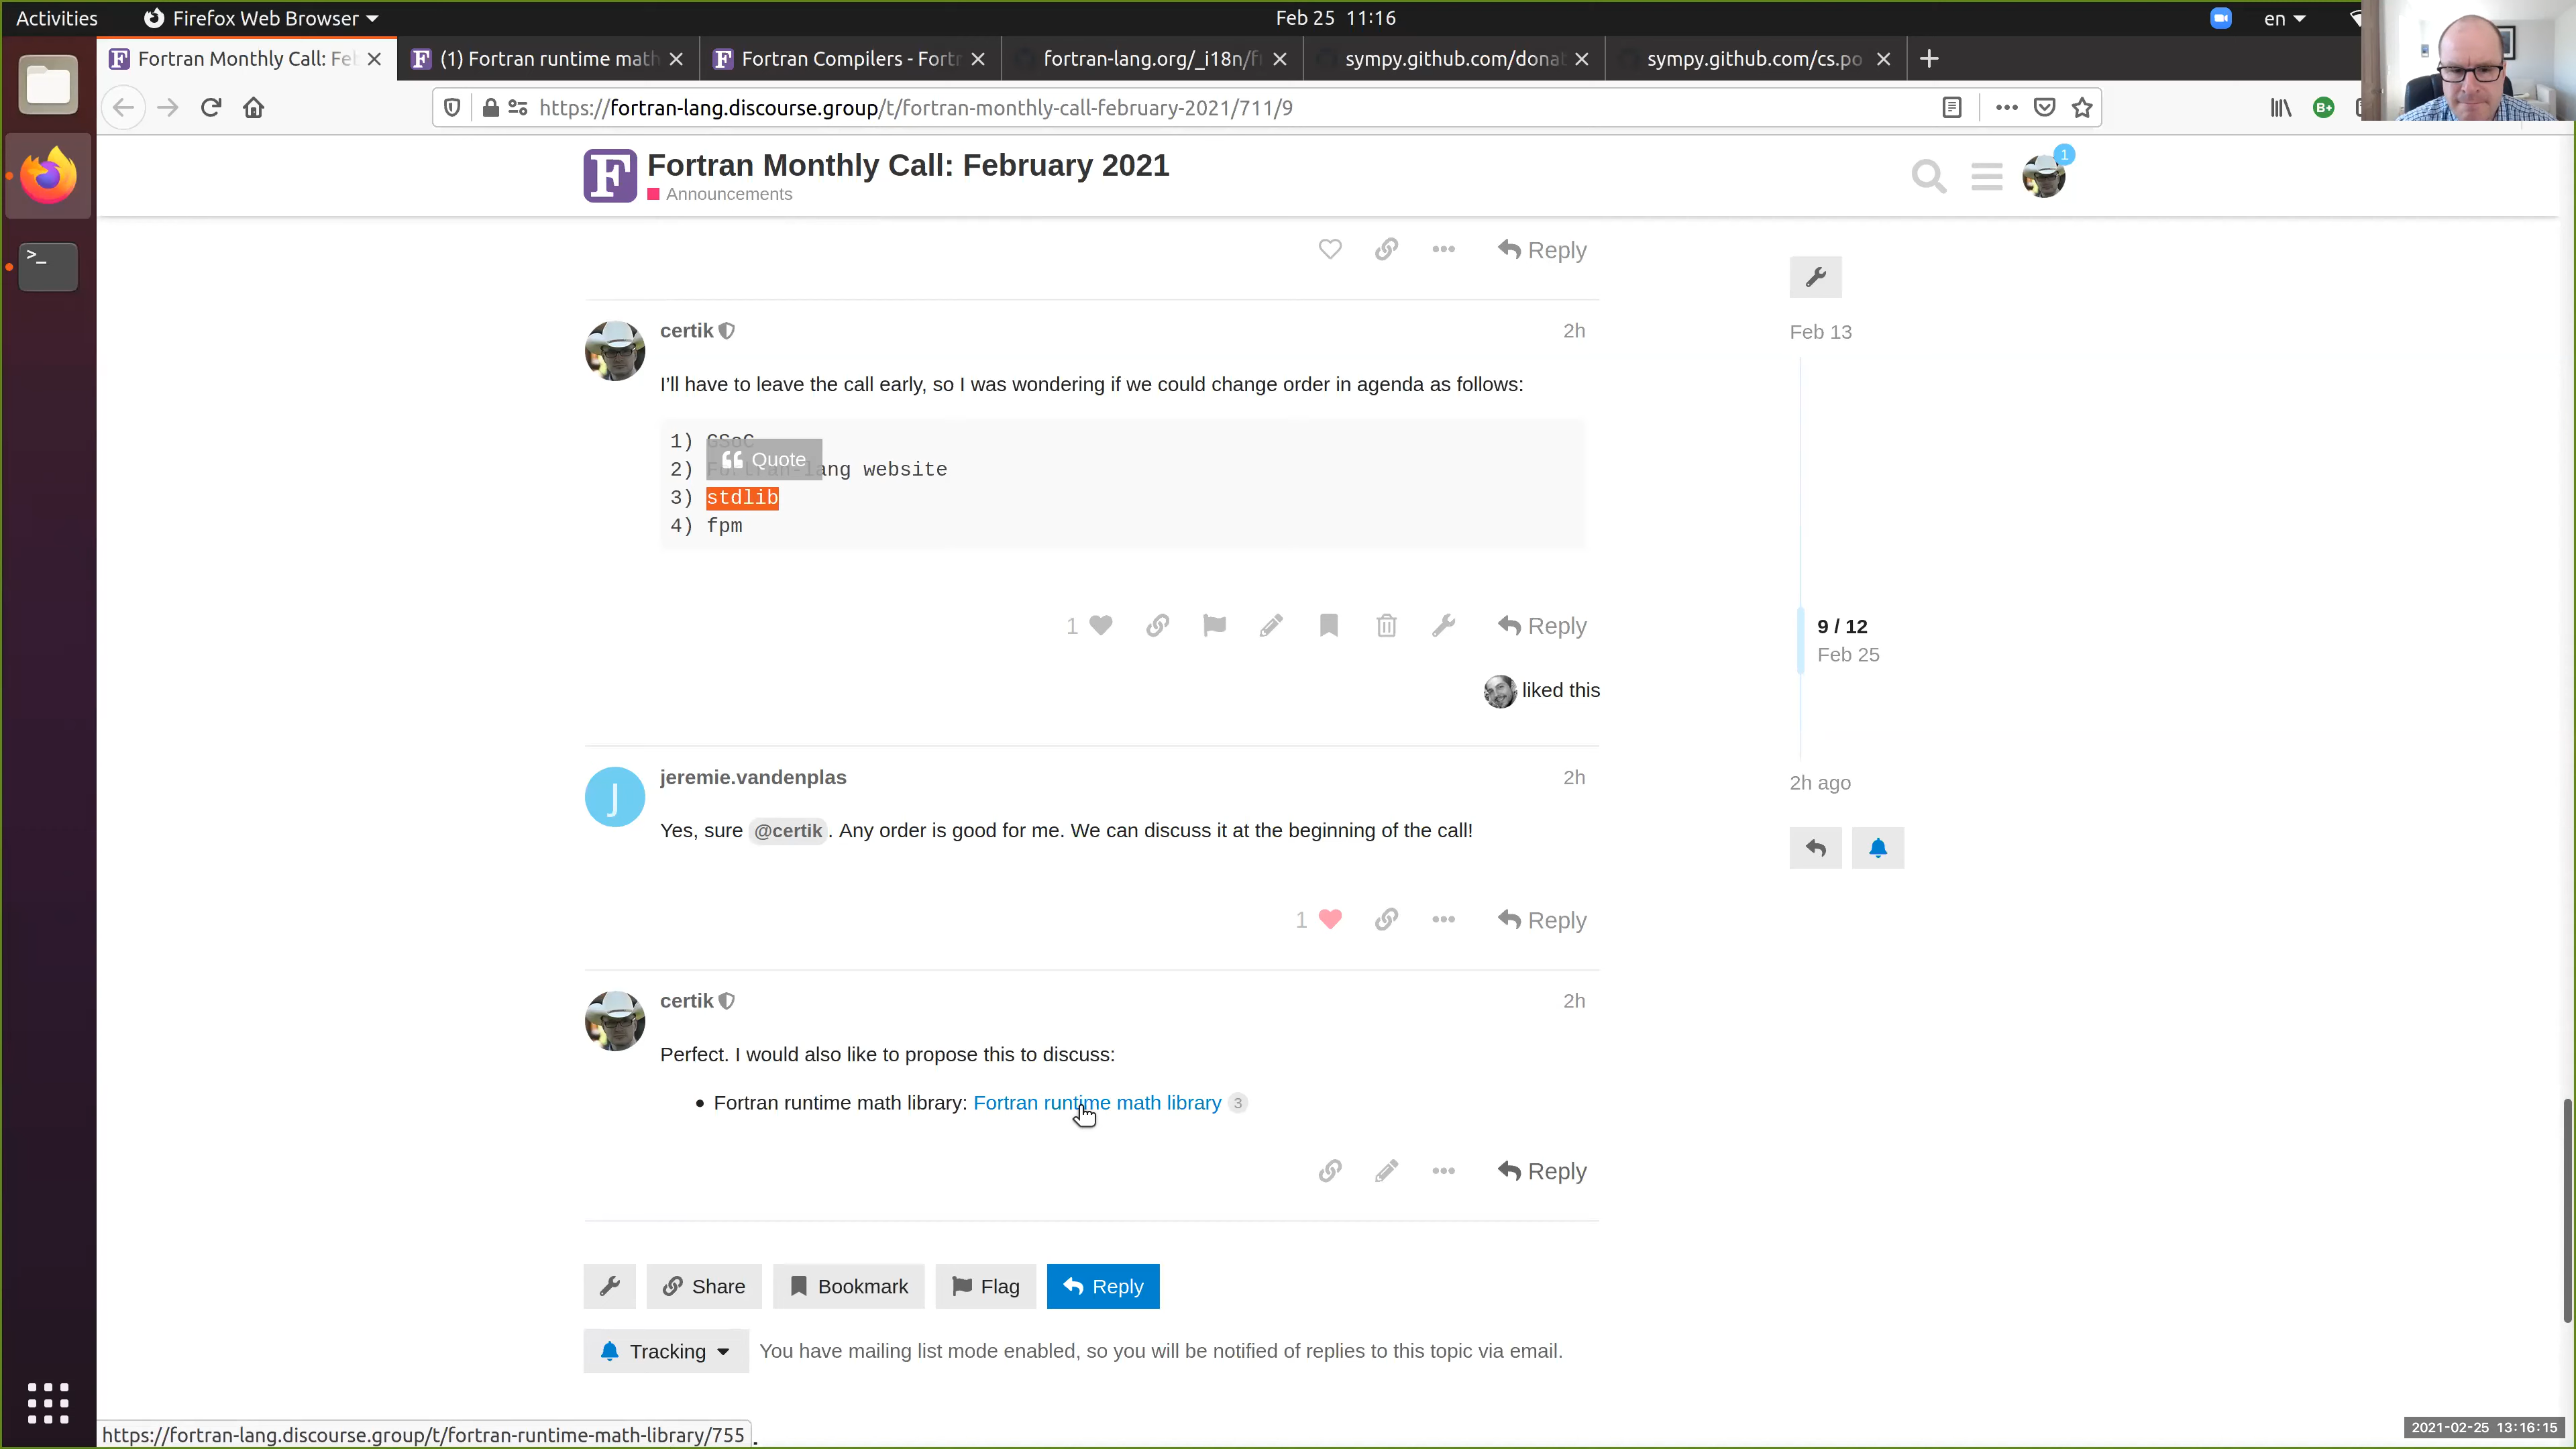 Activities
Firefox Web Browser
Feb 25 11:16
en
Fortran Monthly Call: Fe
(1) Fortran runtime math
Fortran Compilers - Fortr
fortran-lang.org/_i18n/f
sympy.github.com/donat
sympy.github.com/cs.po
https://fortran-lang.discourse.group/t/fortran-monthly-call-february-2021/711/9
B+
F
Fortran Monthly Call: February 2021
Announcements
1
Reply
certik
2h
Feb 13
I'll have to leave the call early, so I was wondering if we could change order in agenda as follows:
1) GSoC
Quote
2) Fortran-lang website
3) stdlib
4) fpm
1
Reply
9 / 12
Feb 25
liked this
jeremie.vandenplas
2h
2h ago
J
Yes, sure @certik. Any order is good for me. We can discuss it at the beginning of the call!
1
Reply
certik
2h
Perfect. I would also like to propose this to discuss:
• Fortran runtime math library: Fortran runtime math library 3
Reply
Share
Bookmark
Flag
Reply
Tracking
You have mailing list mode enabled, so you will be notified of replies to this topic via email.
https://fortran-lang.discourse.group/t/fortran-runtime-math-library/755
2021-02-25 13:16:15